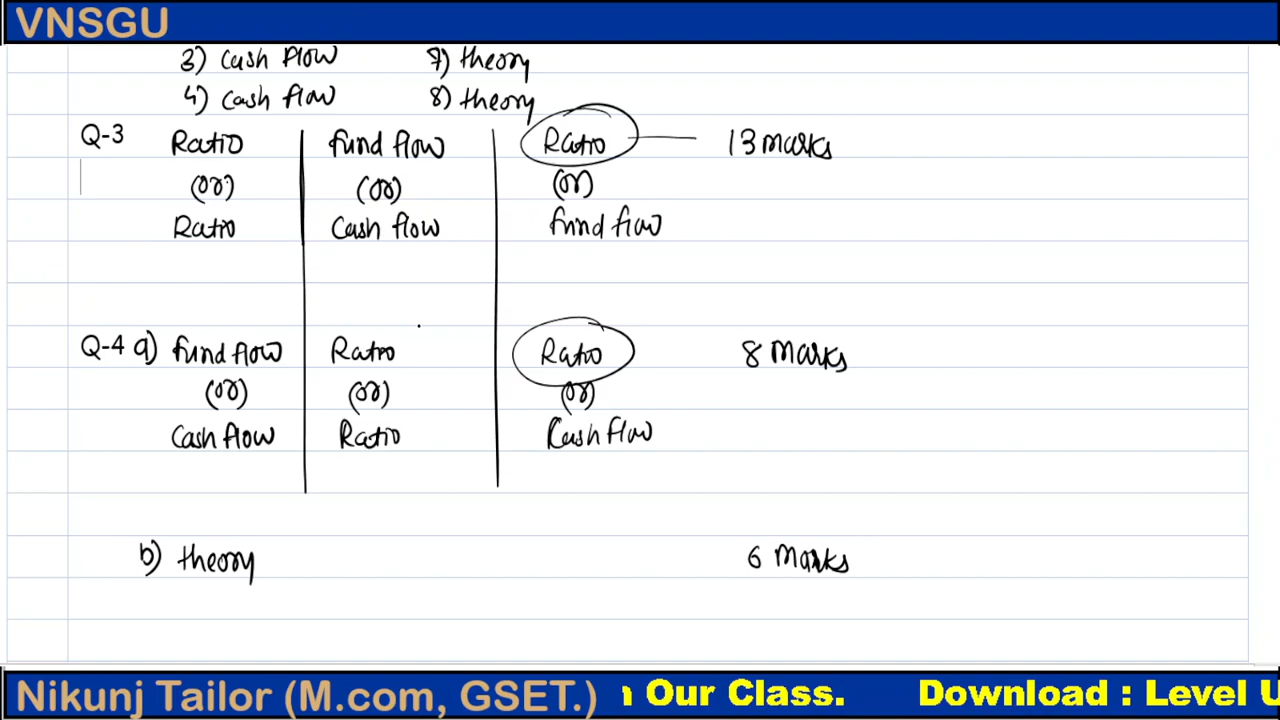 VNSGU
3) Cash flow 7) theory
4) Cash flow 8) theory
Q-3 Ratio fund flow Ratio 13 marks
(or) (or) (or)
Ratio Cash flow fund flow
Q-4 a) fund flow Ratio Ratio 8 Marks
(or) (or) (or)
Cash flow Ratio Cash flow
b) theory 6 Marks
Nikunj Tailor (M.com, GSET.) n Our Class. Download : Level U